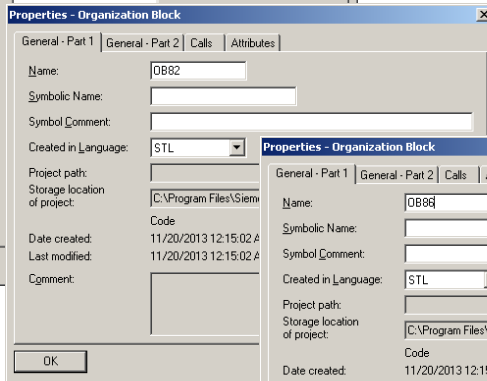 Properties - Organization Block
General - Part 1 General - Part 2 Calls Attributes
Name: OB82
Symbolic Name:
Symbol Comment:
Created in Language: STL
Project path:
Storage location
of project: C:\Program Files\Sieme
Code
Date created: 11/20/2013 12:15:02 A
Last modified: 11/20/2013 12:15:02 A
Comment:
OK
Properties - Organization Block
General - Part 1 General - Part 2 Calls
Name: OB86
Symbolic Name:
Symbol Comment:
Created in Language: STL
Project path:
Storage location
of project: C:\Program Files\
Code
Date created: 11/20/2013 12:15